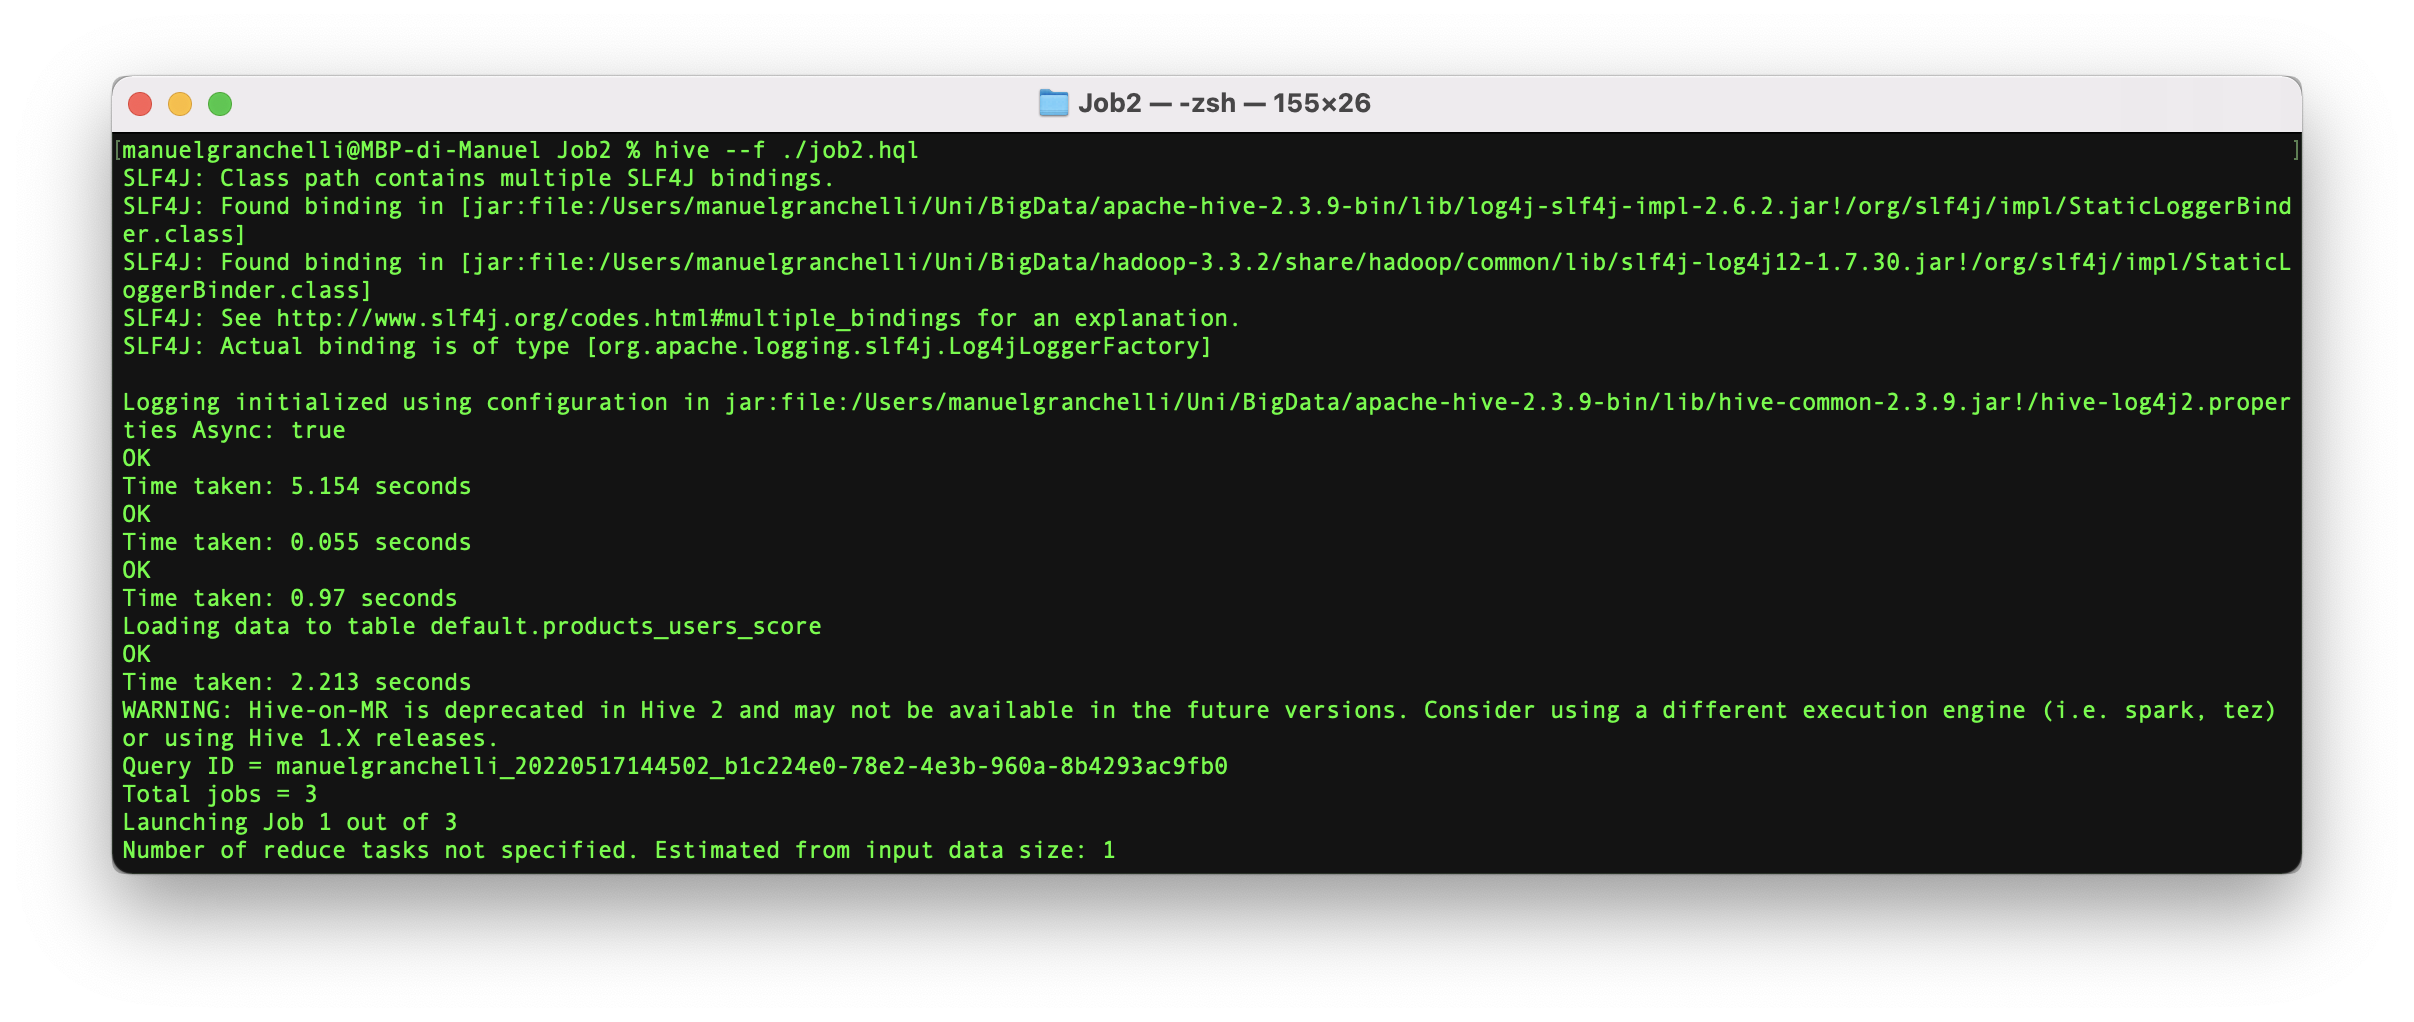 Job2 — -zsh — 155×26
[manuelgranchelli@MBP-di-Manuel Job2 % hive --f ./job2.hql ]
SLF4J: Class path contains multiple SLF4J bindings.
SLF4J: Found binding in [jar:file:/Users/manuelgranchelli/Uni/BigData/apache-hive-2.3.9-bin/lib/log4j-slf4j-impl-2.6.2.jar!/org/slf4j/impl/StaticLoggerBind
er.class]
SLF4J: Found binding in [jar:file:/Users/manuelgranchelli/Uni/BigData/hadoop-3.3.2/share/hadoop/common/lib/slf4j-log4j12-1.7.30.jar!/org/slf4j/impl/StaticL
oggerBinder.class]
SLF4J: See http://www.slf4j.org/codes.html#multiple_bindings for an explanation.
SLF4J: Actual binding is of type [org.apache.logging.slf4j.Log4jLoggerFactory]
Logging initialized using configuration in jar:file:/Users/manuelgranchelli/Uni/BigData/apache-hive-2.3.9-bin/lib/hive-common-2.3.9.jar!/hive-log4j2.proper
ties Async: true
OK
Time taken: 5.154 seconds
OK
Time taken: 0.055 seconds
OK
Time taken: 0.97 seconds
Loading data to table default.products_users_score
OK
Time taken: 2.213 seconds
WARNING: Hive-on-MR is deprecated in Hive 2 and may not be available in the future versions. Consider using a different execution engine (i.e. spark, tez)
or using Hive 1.X releases.
Query ID = manuelgranchelli_20220517144502_b1c224e0-78e2-4e3b-960a-8b4293ac9fb0
Total jobs = 3
Launching Job 1 out of 3
Number of reduce tasks not specified. Estimated from input data size: 1